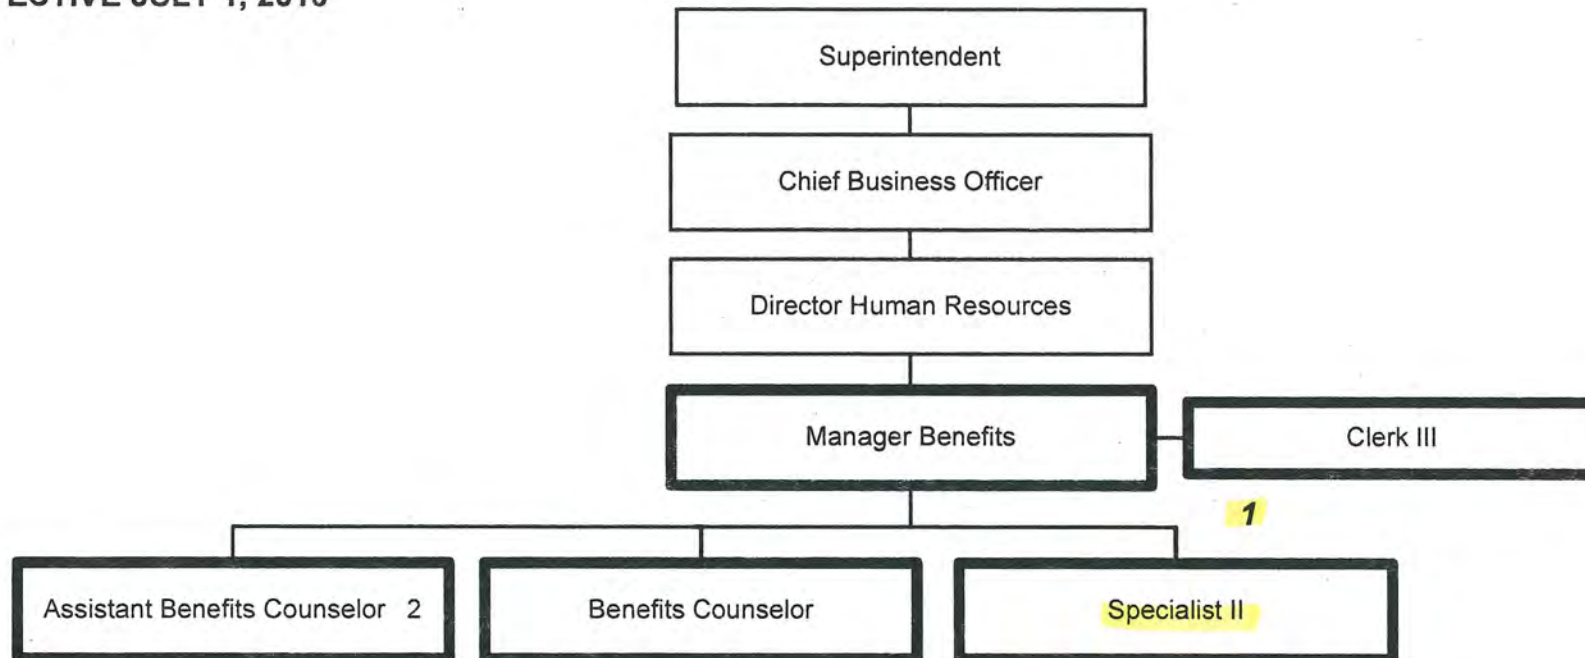 Superintendent
Chief Business Officer
Director Human Resources
Manager Benefits
Clerk III
1
Assistant Benefits Counselor 2
Benefits Counselor
Specialist II